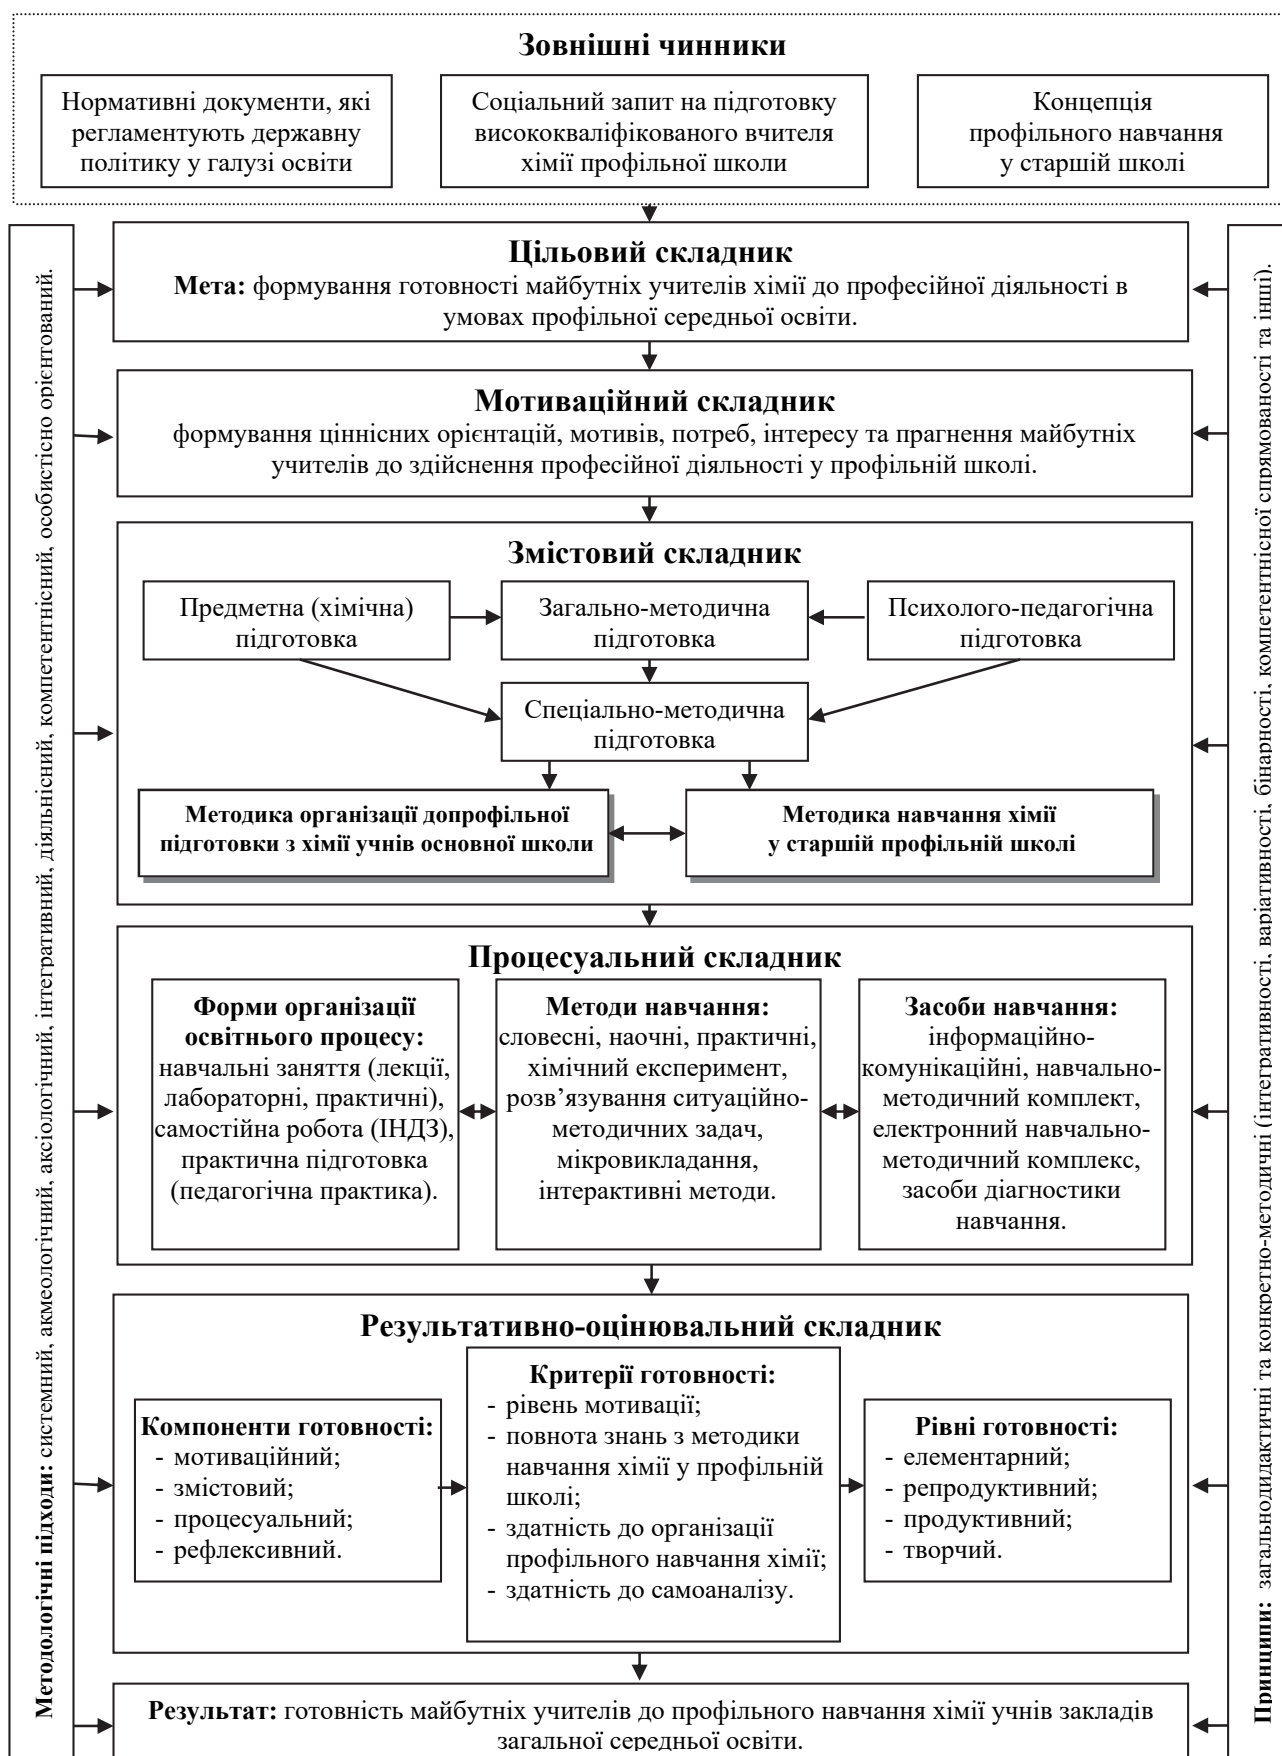 Зовнішні чинники
Нормативні документи, які
регламентують державну
політику у галузі освіти
Соціальний запит на підготовку
висококваліфікованого вчителя
хімії профільної школи
Концепція
профільного навчання
у старшій школі
Методологічні підходи: системний, акмеологічний, аксіологічний, інтегративний, діяльнісний, компетентнісний, особистісно орієнтований.
Цільовий складник
Мета: формування готовності майбутніх учителів хімії до професійної діяльності в
умовах профільної середньої освіти.
Мотиваційний складник
формування ціннісних орієнтацій, мотивів, потреб, інтересу та прагнення майбутніх
учителів до здійснення професійної діяльності у профільній школі.
Змістовий складник
Предметна (хімічна)
підготовка
Загально-методична
підготовка
Психолого-педагогічна
підготовка
Спеціально-методична
підготовка
Методика організації допрофільної
підготовки з хімії учнів основної школи
Методика навчання хімії
у старшій профільній школі
Процесуальний складник
Форми організації
освітнього процесу:
навчальні заняття (лекції,
лабораторні, практичні),
самостійна робота (ІНДЗ),
практична підготовка
(педагогічна практика).
Методи навчання:
словесні, наочні, практичні,
хімічний експеримент,
розв’язування ситуаційно-
методичних задач,
мікровикладання,
інтерактивні методи.
Засоби навчання:
інформаційно-
комунікаційні, навчально-
методичний комплект,
електронний навчально-
методичний комплекс,
засоби діагностики
навчання.
Результативно-оцінювальний складник
Компоненти готовності:
- мотиваційний;
- змістовий;
- процесуальний;
- рефлексивний.
Критерії готовності:
- рівень мотивації;
- повнота знань з методики
навчання хімії у профільній
школі;
- здатність до організації
профільного навчання хімії;
- здатність до самоаналізу.
Рівні готовності:
- елементарний;
- репродуктивний;
- продуктивний;
- творчий.
Результат: готовність майбутніх учителів до профільного навчання хімії учнів закладів
загальної середньої освіти.
Принципи: загальнодидактичні та конкретно-методичні (інтегративності, варіативності, бінарності, компетентнісної спрямованості та інші).